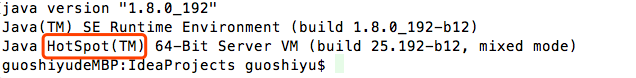 java version "1.8.0_192"
Java(TM) SE Runtime Environment (build 1.8.0_192-b12)
Java HotSpot(TM) 64-Bit Server VM (build 25.192-b12, mixed mode)
guoshiyudeMBP:IdeaProjects guoshiyu$